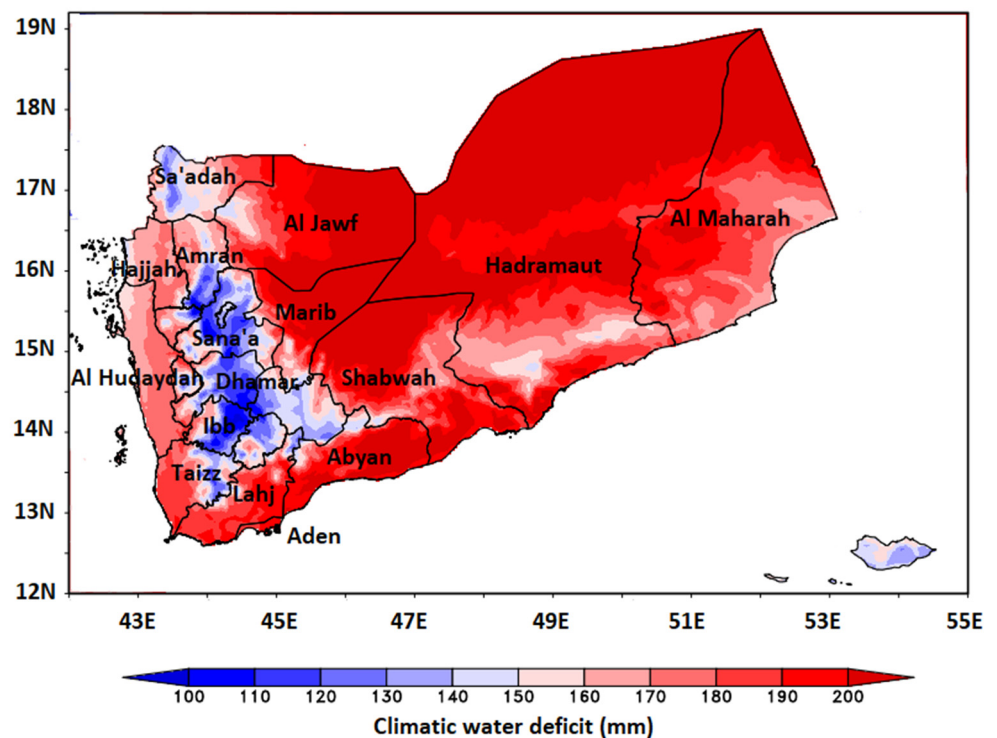 19N
18N
17N
16N
15N
14N
13N
12N
Sa'adah
Al Jawf
Al Maharah
Amran
Hajjah
Hadramaut
Marib
Sana'a
Al Hudaydah
Dhamar
Shabwah
Ibb
Taizz
Abyan
Lahj
Aden
43E 45E 47E 49E 51E 53E 55E
100 110 120 130 140 150 160 170 180 190 200
Climatic water deficit (mm)